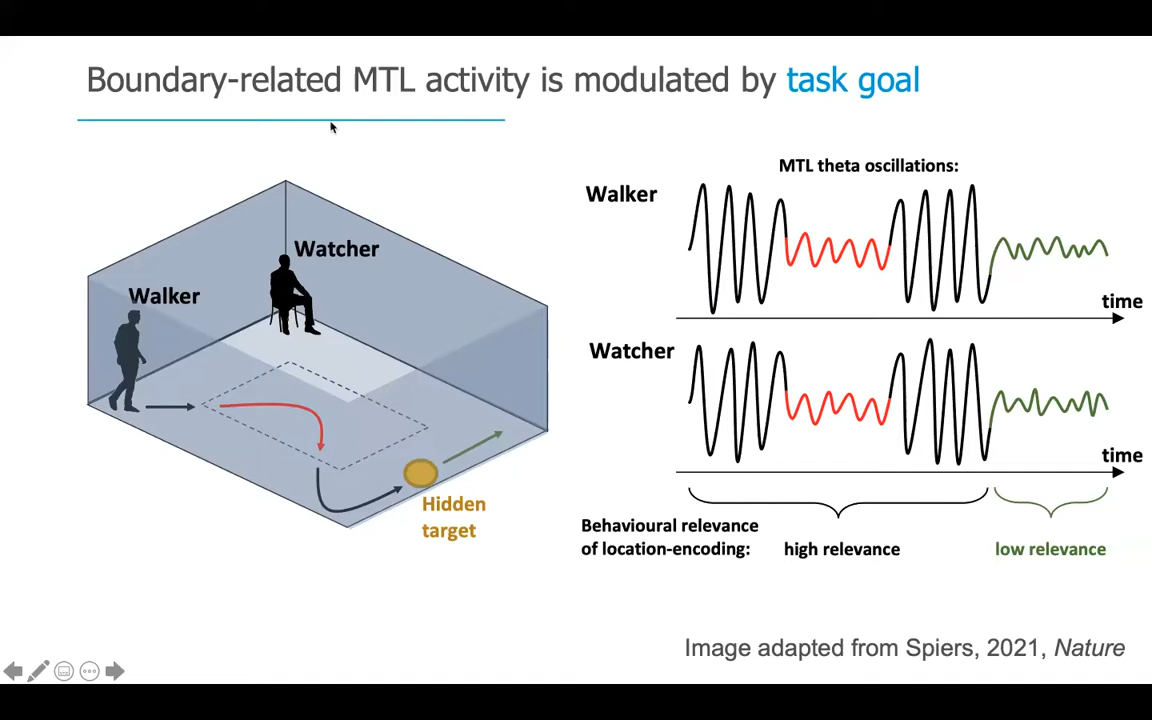 Boundary-related MTL activity is modulated by task goal
Watcher
Walker
Hidden
target
MTL theta oscillations:
Walker
time
Watcher
time
Behavioural relevance
of location-encoding:
high relevance
low relevance
Image adapted from Spiers, 2021, Nature